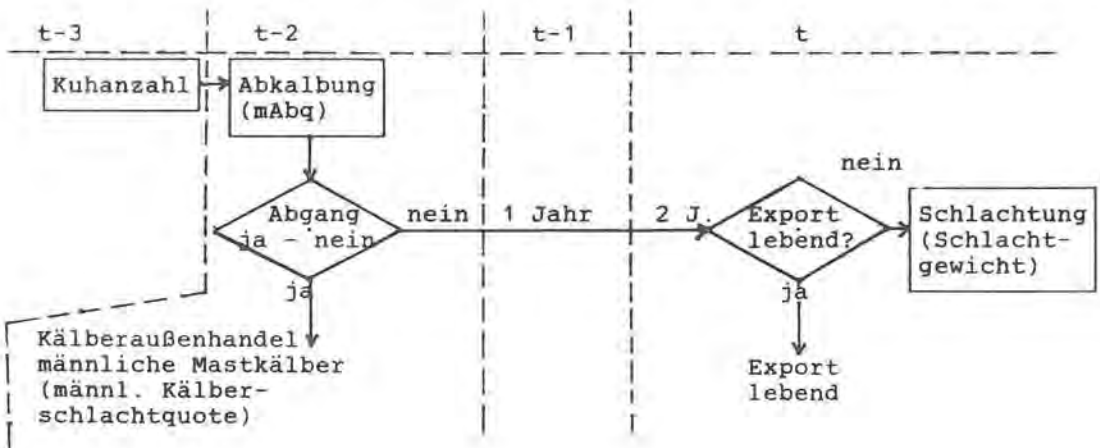 t-3 t-2 t-1 t
Kuhanzahl
Abkalbung
(mAbq)
Abgang
ja - nein
nein
1 Jahr
2 J.
ja
Kälberaußenhandel
männliche Mastkälber
(männl. Kälber-
schlachtquote)
Export
lebend?
nein
Schlachtung
(Schlacht-
gewicht)
ja
Export
lebend